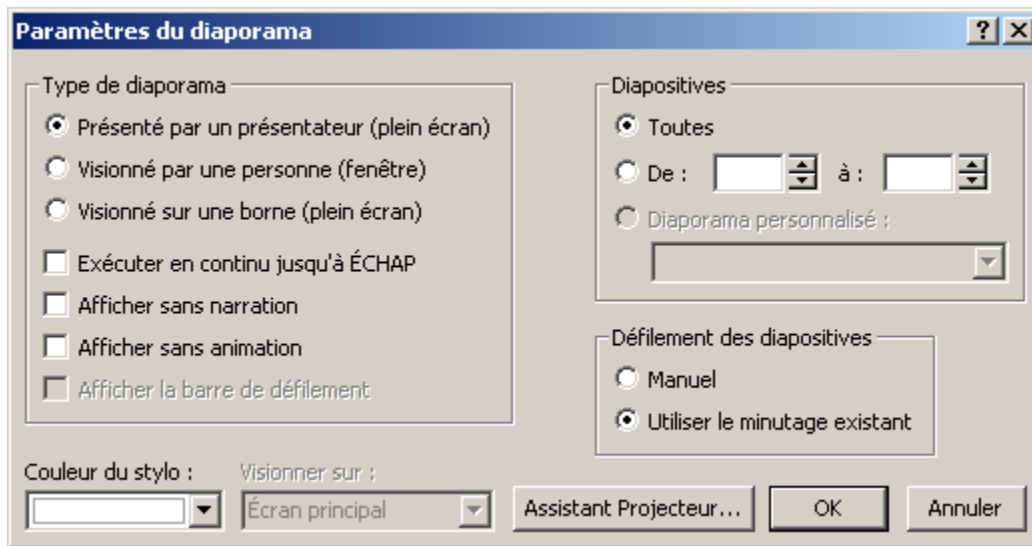 Paramètres du diaporama
Type de diaporama
Présenté par un présentateur (plein écran)
Visionné par une personne (fenêtre)
Visionné sur une borne (plein écran)
Exécuter en continu jusqu'à ÉCHAP
Afficher sans narration
Afficher sans animation
Afficher la barre de défilement
Diapositives
Toutes
De : à :
Diaporama personnalisé :
Défilement des diapositives
Manuel
Utiliser le minutage existant
Couleur du stylo :
Visionner sur :
Écran principal
Assistant Projecteur...
OK
Annuler